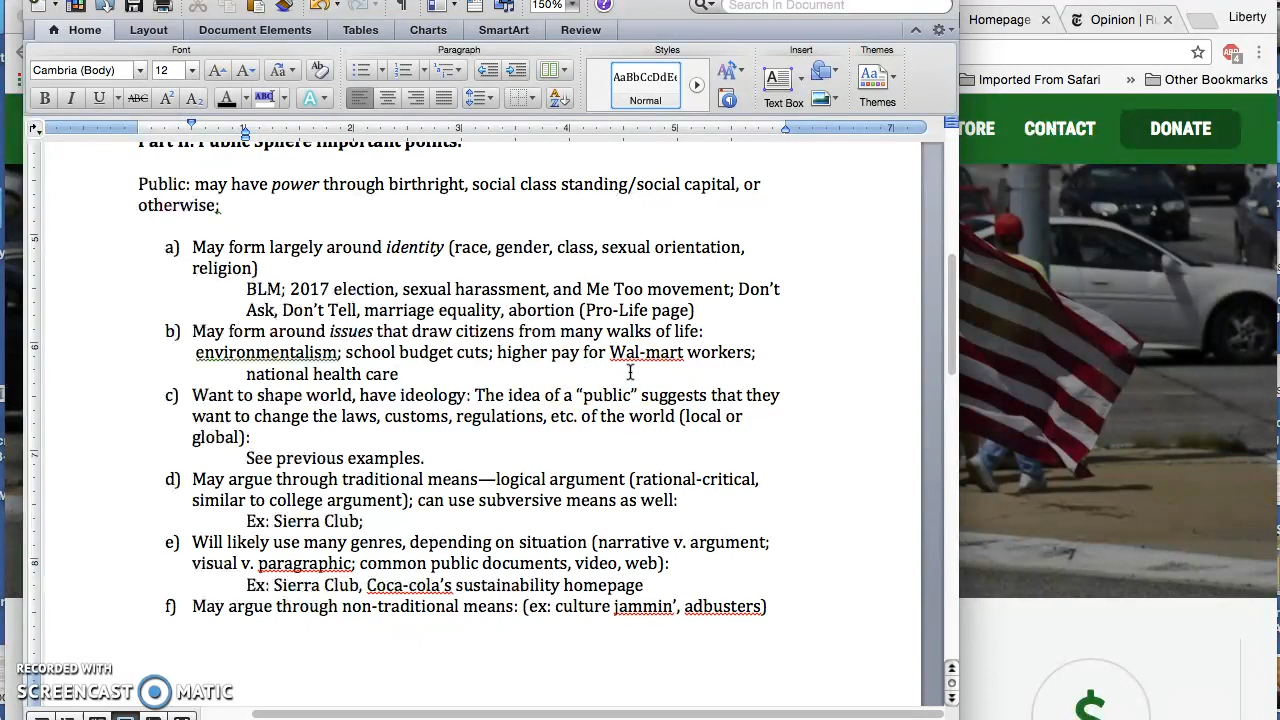 150%
Search In Document
Homepage
Opinion | Ru
Liberty
Home
Layout
Document Elements
Tables
Charts
SmartArt
Review
Font
Paragraph
Styles
Insert
Themes
Cambria (Body)
12
AaBbCcDdEe
Normal
Text Box
Themes
4
Imported From Safari
Other Bookmarks
TORE
CONTACT
DONATE
Part II. Public Sphere important points:
Public: may have power through birthright, social class standing/social capital, or
otherwise;
a) May form largely around identity (race, gender, class, sexual orientation,
religion)
BLM; 2017 election, sexual harassment, and Me Too movement; Don’t
Ask, Don’t Tell, marriage equality, abortion (Pro-Life page)
b) May form around issues that draw citizens from many walks of life:
environmentalism; school budget cuts; higher pay for Wal-mart workers;
national health care
c) Want to shape world, have ideology: The idea of a “public” suggests that they
want to change the laws, customs, regulations, etc. of the world (local or
global):
See previous examples.
d) May argue through traditional means—logical argument (rational-critical,
similar to college argument); can use subversive means as well:
Ex: Sierra Club;
e) Will likely use many genres, depending on situation (narrative v. argument;
visual v. paragraphic; common public documents, video, web):
Ex: Sierra Club, Coca-cola’s sustainability homepage
f) May argue through non-traditional means: (ex: culture jammin’, adbusters)
RECORDED WITH
SCREENCAST MATIC
$